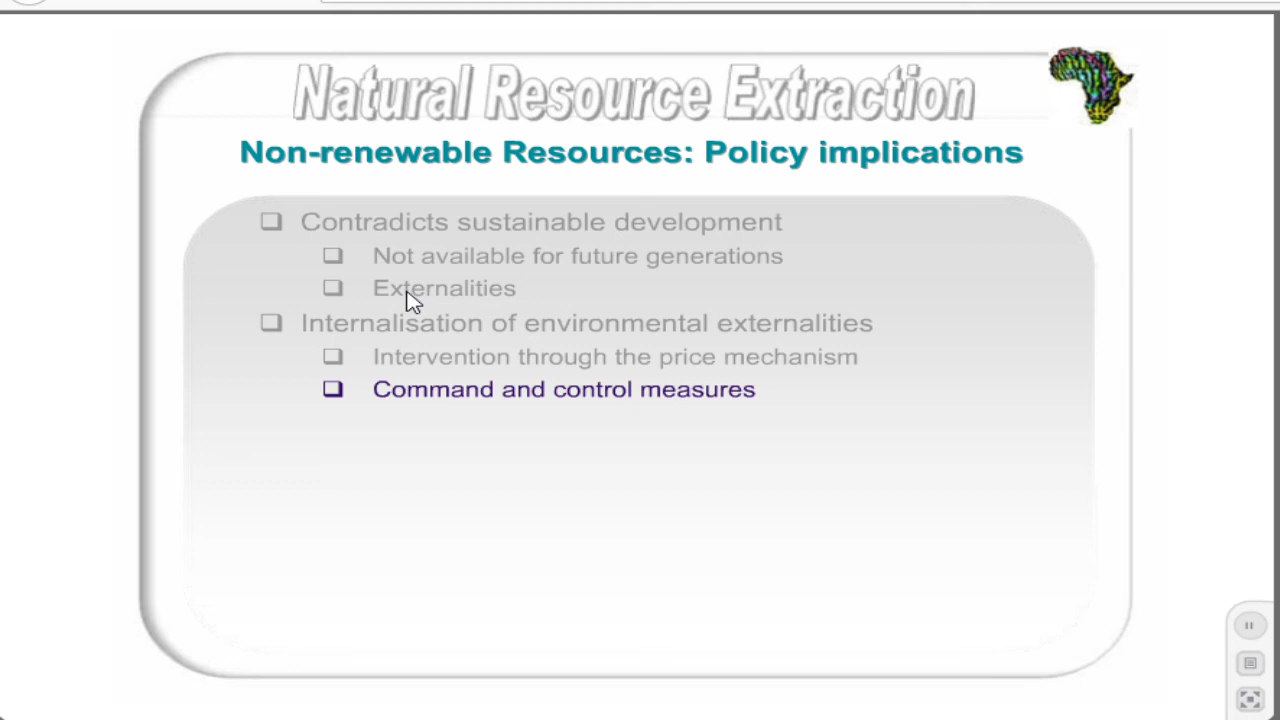 Natural Resource Extraction
Non-renewable Resources: Policy implications
Contradicts sustainable development
Not available for future generations
Externalities
Internalisation of environmental externalities
Intervention through the price mechanism
Command and control measures